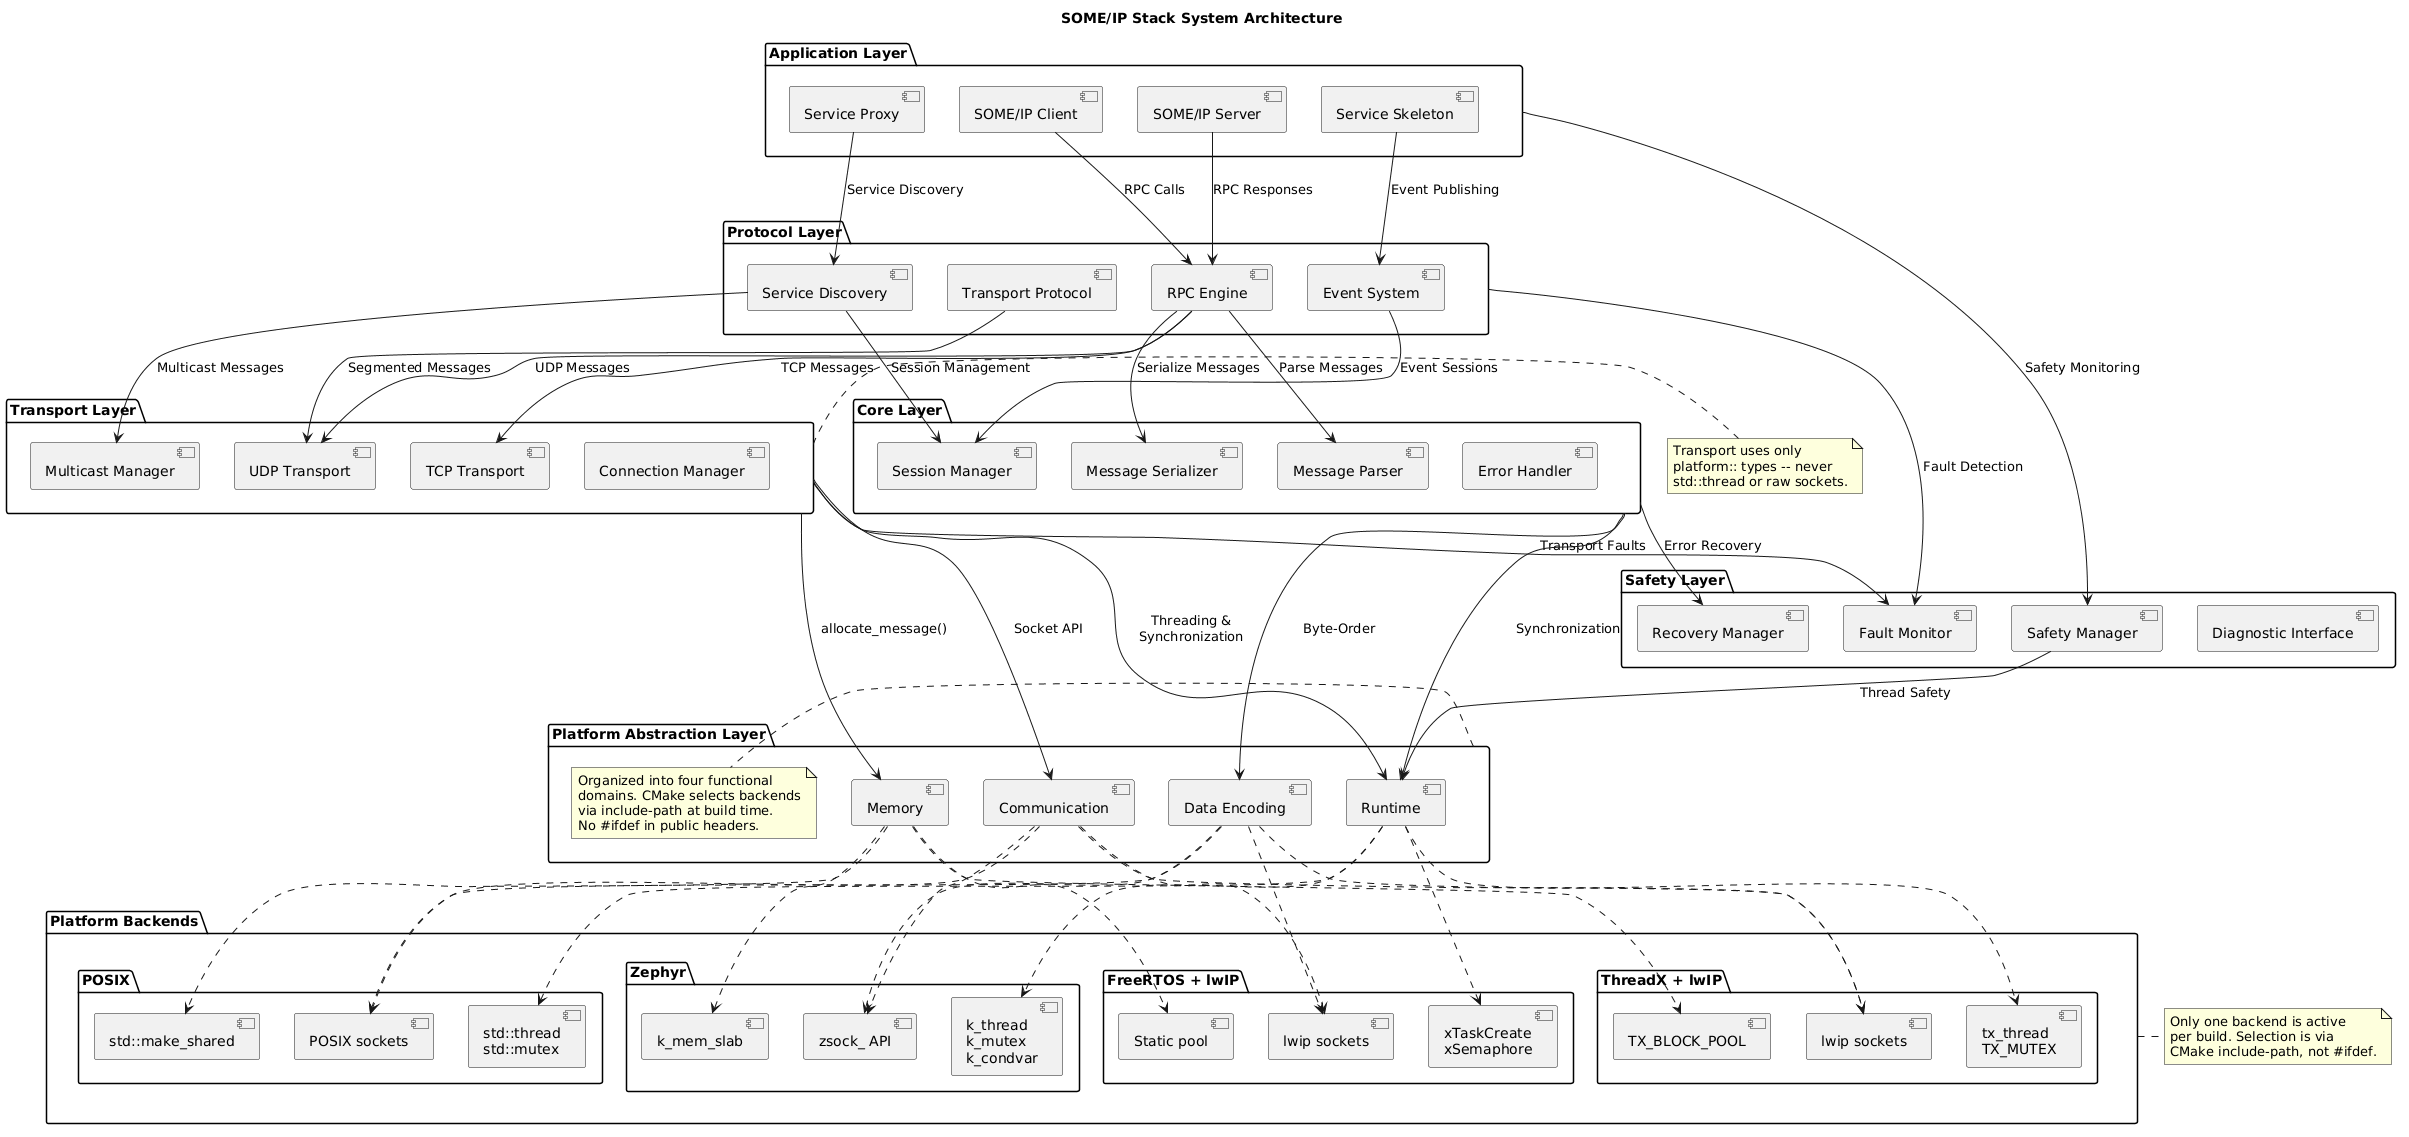 SOME/IP Stack System Architecture
Application Layer
Service Proxy
SOME/IP Client
SOME/IP Server
Service Skeleton
Service Discovery
RPC Calls
RPC Responses
Event Publishing
Safety Monitoring
Protocol Layer
Service Discovery
Transport Protocol
RPC Engine
Event System
Multicast Messages
Segmented Messages
UDP Messages
TCP Messages
Session Management
Serialize Messages
Parse Messages
Event Sessions
Fault Detection
Transport Layer
Multicast Manager
UDP Transport
TCP Transport
Connection Manager
Core Layer
Session Manager
Message Serializer
Message Parser
Error Handler
Transport uses only
platform:: types -- never
std::thread or raw sockets.
Transport Faults
Error Recovery
Safety Layer
Recovery Manager
Fault Monitor
Safety Manager
Diagnostic Interface
allocate_message()
Socket API
Threading &
Synchronization
Byte-Order
Synchronization
Thread Safety
Platform Abstraction Layer
Organized into four functional
domains. CMake selects backends
via include-path at build time.
No #ifdef in public headers.
Memory
Communication
Data Encoding
Runtime
Platform Backends
POSIX
std::make_shared
POSIX sockets
std::thread
std::mutex
Zephyr
k_mem_slab
zsock_ API
k_thread
k_mutex
k_condvar
FreeRTOS + lwIP
Static pool
lwip sockets
xTaskCreate
xSemaphore
ThreadX + lwIP
TX_BLOCK_POOL
lwip sockets
tx_thread
TX_MUTEX
Only one backend is active
per build. Selection is via
CMake include-path, not #ifdef.